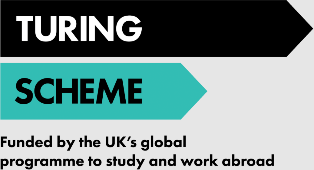 TURING
SCHEME
Funded by the UK's global
programme to study and work abroad